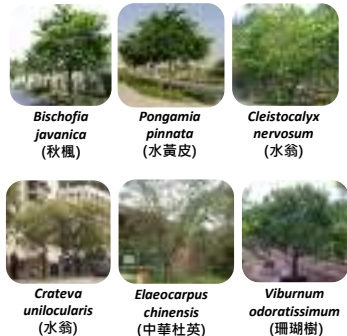 Bischofia
javanica
(秋楓)
Pongamia
pinnata
(水黃皮)
Cleistocalyx
nervosum
(水翁)
Crateva
unilocularis
(水翁)
Elaeocarpus
chinensis
(中華杜英)
Viburnum
odoratissimum
(珊瑚樹)